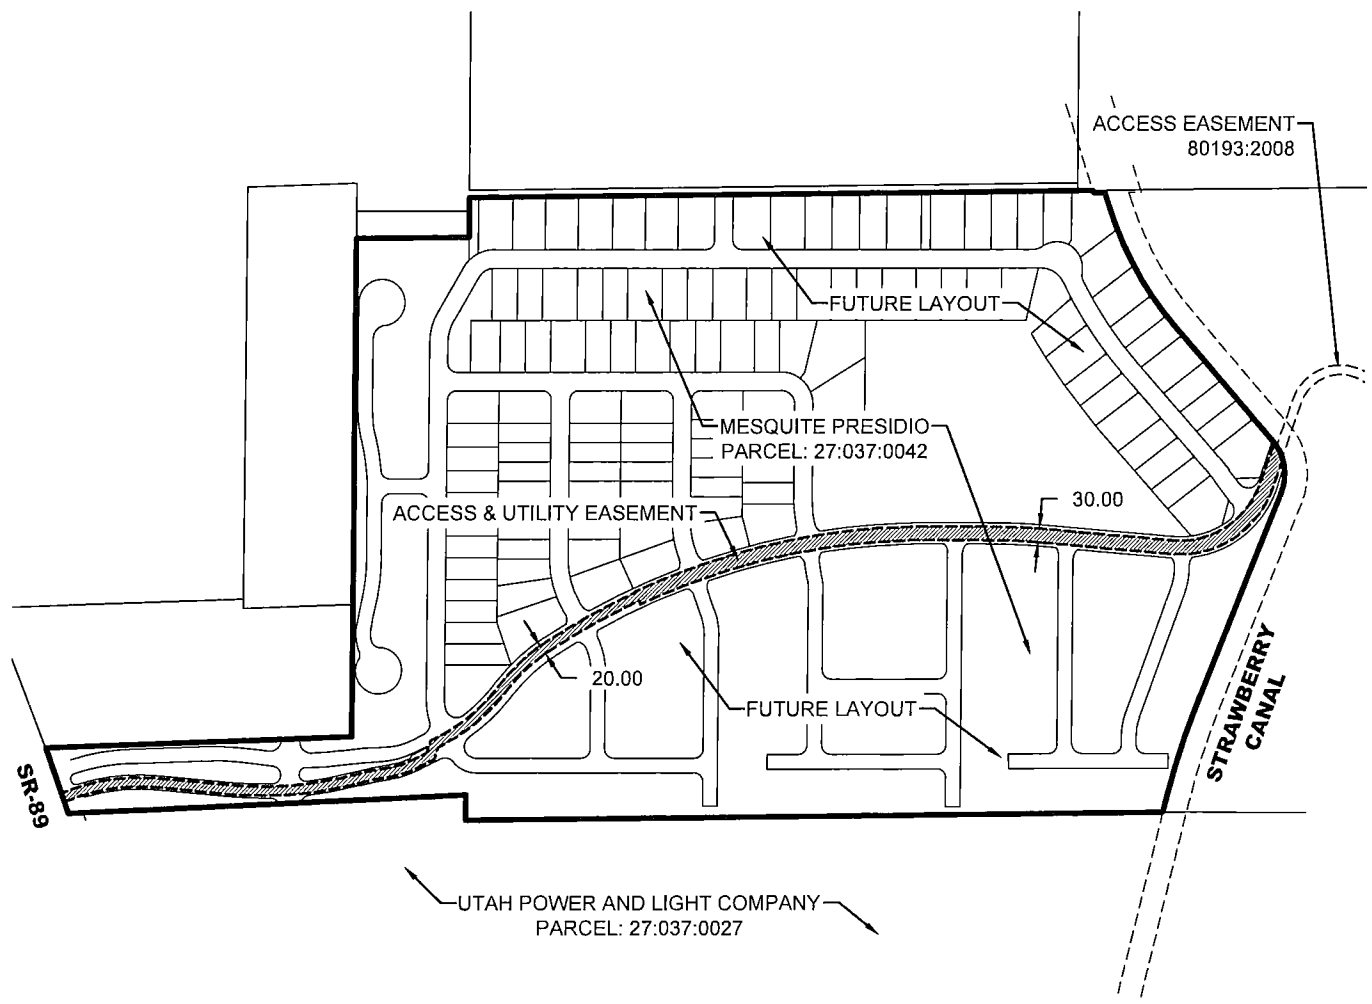 ACCESS EASEMENT
80193:2008
FUTURE LAYOUT
MESQUITE PRESIDIO
PARCEL: 27:037:0042
ACCESS & UTILITY EASEMENT
30.00
20.00
FUTURE LAYOUT
STRAWBERRY
CANAL
SR-89
UTAH POWER AND LIGHT COMPANY
PARCEL: 27:037:0027